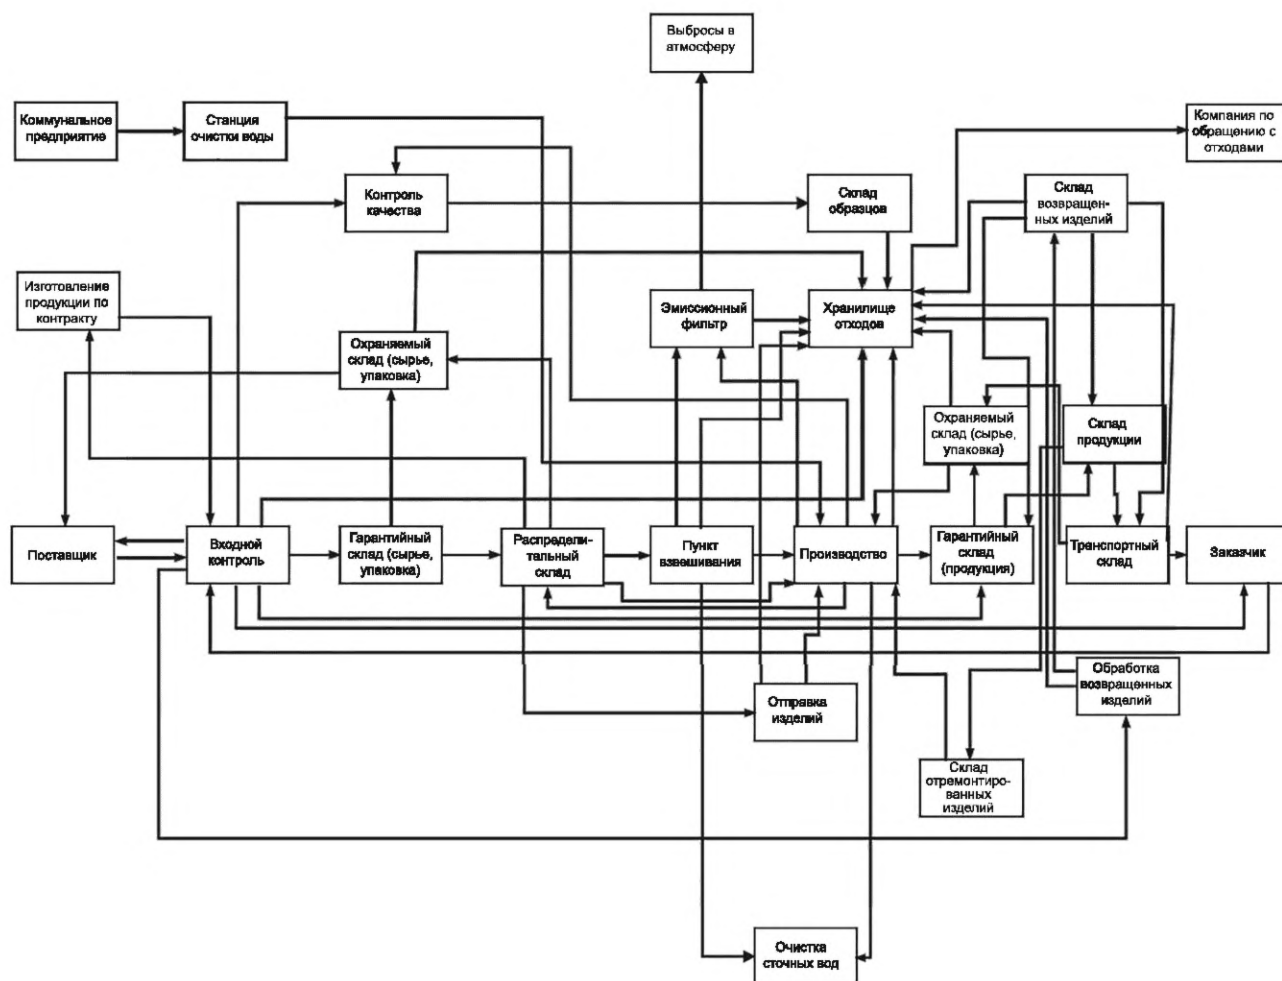 Выбросы в
атмосферу
Коммунальное
предприятие
Станция
очистки воды
Компания по
обращению с
отходами
Контроль
качества
Склад
образцов
Склад
возвращен-
ных изделий
Изготовление
продукции по
контракту
Эмиссионный
фильтр
Хранилище
отходов
Охраняемый
склад (сырье,
упаковка)
Охраняемый
склад (сырье,
упаковка)
Склад
продукции
Поставщик
Входной
контроль
Гарантийный
склад (сырье,
упаковка)
Распредели-
тальный
склад
Пункт
взвешивания
Производство
Гарантийный
склад
(продукция)
Транспортный
склад
Заказчик
Отправка
изделий
Обработка
возвращенных
изделий
Склад
отремонтиро-
ванных
изделий
Очистка
сточных вод